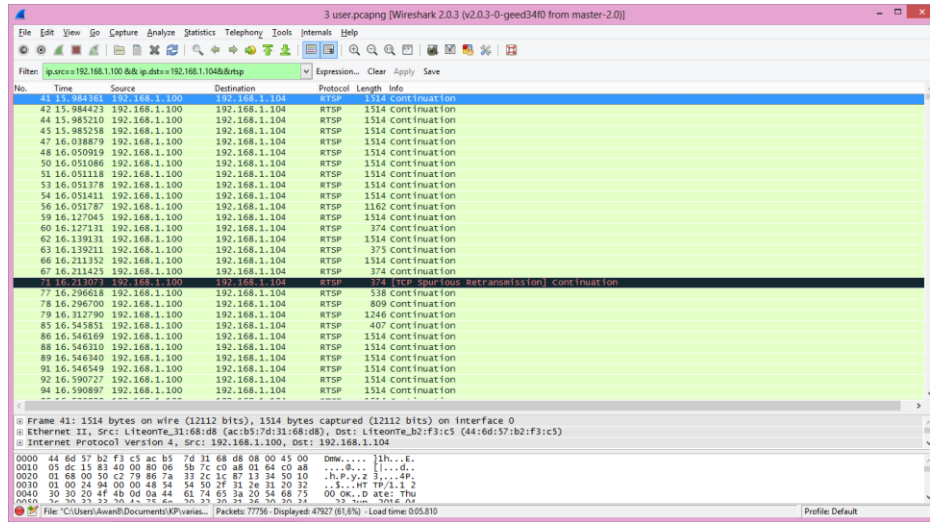 3 user.pcapng [Wireshark 2.0.3 (v2.0.3-0-geed34f0 from master-2.0)]
File Edit View Go Capture Analyze Statistics Telephony Tools Internals Help
Filter: ip.src==192.168.1.100 && ip.dst==192.168.1.104&&rtsp Expression... Clear Apply Save
No. Time Source Destination Protocol Length Info
41 15.984361 192.168.1.100 192.168.1.104 RTSP 1514 Continuation
42 15.984423 192.168.1.100 192.168.1.104 RTSP 1514 Continuation
44 15.985210 192.168.1.100 192.168.1.104 RTSP 1514 Continuation
45 15.985258 192.168.1.100 192.168.1.104 RTSP 1514 Continuation
47 16.038879 192.168.1.100 192.168.1.104 RTSP 1514 Continuation
48 16.050919 192.168.1.100 192.168.1.104 RTSP 1514 Continuation
50 16.051086 192.168.1.100 192.168.1.104 RTSP 1514 Continuation
51 16.051118 192.168.1.100 192.168.1.104 RTSP 1514 Continuation
53 16.051378 192.168.1.100 192.168.1.104 RTSP 1514 Continuation
54 16.051411 192.168.1.100 192.168.1.104 RTSP 1514 Continuation
56 16.051787 192.168.1.100 192.168.1.104 RTSP 1162 Continuation
59 16.127045 192.168.1.100 192.168.1.104 RTSP 1514 Continuation
60 16.127131 192.168.1.100 192.168.1.104 RTSP 374 Continuation
62 16.139131 192.168.1.100 192.168.1.104 RTSP 1514 Continuation
63 16.139211 192.168.1.100 192.168.1.104 RTSP 375 Continuation
66 16.211352 192.168.1.100 192.168.1.104 RTSP 1514 Continuation
67 16.211425 192.168.1.100 192.168.1.104 RTSP 374 Continuation
71 16.213073 192.168.1.100 192.168.1.104 RTSP 374 [TCP Spurious Retransmission] Continuation
77 16.296618 192.168.1.100 192.168.1.104 RTSP 538 Continuation
78 16.296700 192.168.1.100 192.168.1.104 RTSP 809 Continuation
79 16.312790 192.168.1.100 192.168.1.104 RTSP 1246 Continuation
85 16.545851 192.168.1.100 192.168.1.104 RTSP 407 Continuation
86 16.546169 192.168.1.100 192.168.1.104 RTSP 1514 Continuation
88 16.546310 192.168.1.100 192.168.1.104 RTSP 1514 Continuation
89 16.546340 192.168.1.100 192.168.1.104 RTSP 1514 Continuation
91 16.546549 192.168.1.100 192.168.1.104 RTSP 1514 Continuation
92 16.590727 192.168.1.100 192.168.1.104 RTSP 1514 Continuation
94 16.590897 192.168.1.100 192.168.1.104 RTSP 1514 Continuation
Frame 41: 1514 bytes on wire (12112 bits), 1514 bytes captured (12112 bits) on interface 0
Ethernet II, Src: LiteonTe_31:68:d8 (ac:b5:7d:31:68:d8), Dst: LiteonTe_b2:f3:c5 (44:6d:57:b2:f3:c5)
Internet Protocol Version 4, Src: 192.168.1.100, Dst: 192.168.1.104
0000 44 6d 57 b2 f3 c5 ac b5 7d 31 68 d8 08 00 45 00 DmW..... }1h...E.
0010 05 dc 15 83 40 00 80 06 5b 7c c0 a8 01 64 c0 a8 ....@... [|...d..
0020 01 68 00 50 c2 79 86 7a 33 2c 1c 87 13 34 50 10 .h.P.y.z 3,...4P.
0030 01 00 24 94 00 00 48 54 54 50 2f 31 2e 31 20 32 ..$...HT TP/1.1 2
0040 30 30 20 4f 4b 0d 0a 44 61 74 65 3a 20 54 68 75 00 OK..D ate: Thu
File: "C:\Users\Awan8\Documents\KP\varias... Packets: 77756 · Displayed: 47927 (61,6%) · Load time: 0:05.810 Profile: Default